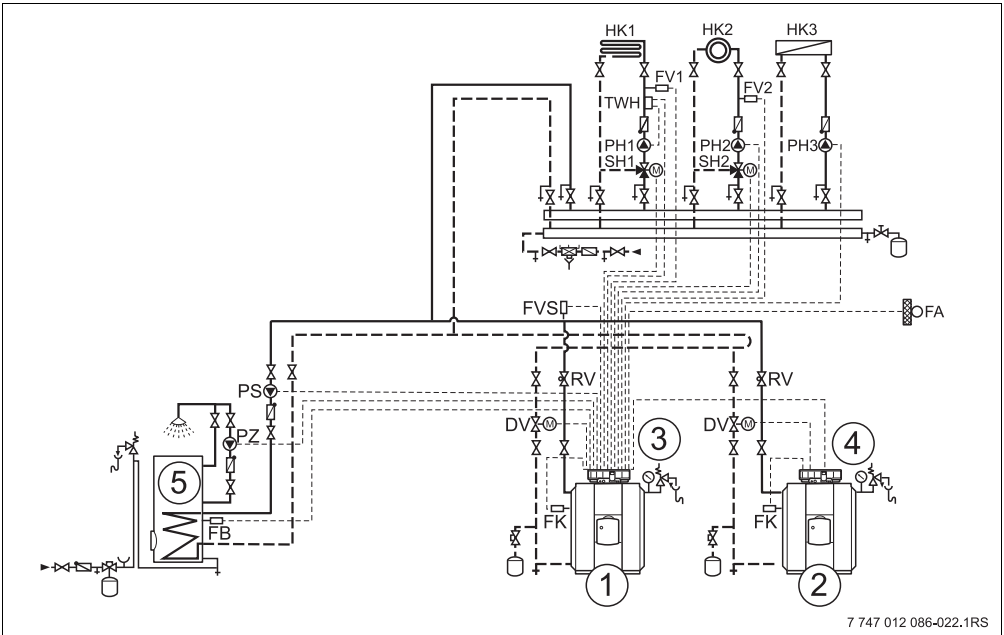 HK1 HK2 HK3
FV1 FV2
TWH
PH1 PH2 PH3
SH1 M SH2 M
FVS FA
RV RV
PS
DV M DV M
PZ 3 4
5
FB FK FK
1 2
7 747 012 086-022.1RS